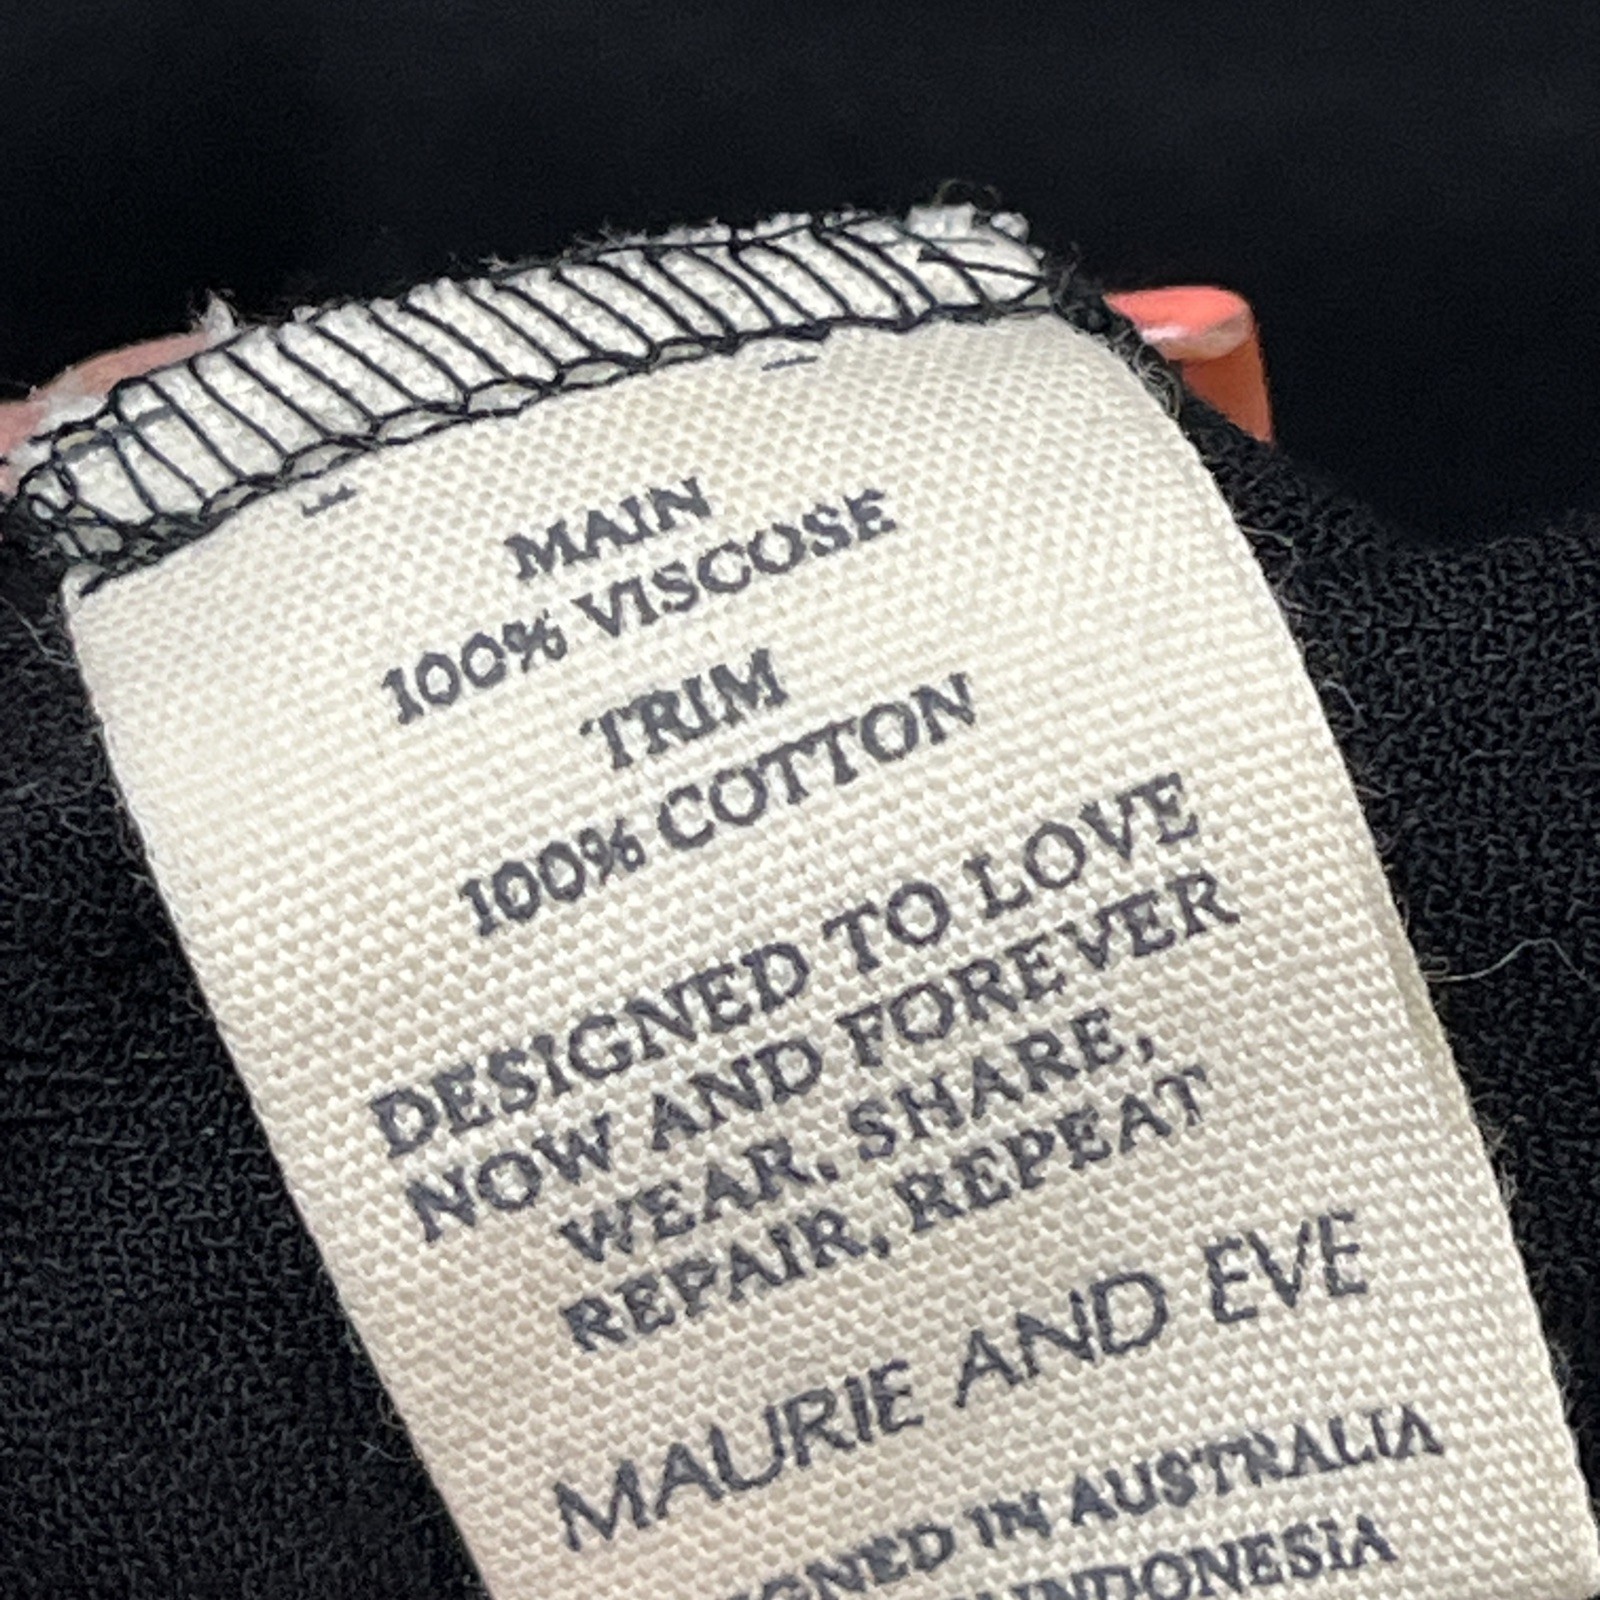 MAIN
100% VISCOSE
TRIM
100% COTTON
DESIGNED TO LOVE
NOW AND FOREVER
WEAR, SHARE,
REPAIR, REPEAT
MAURIE AND EVE
IN AUSTRALIA
INDONESIA